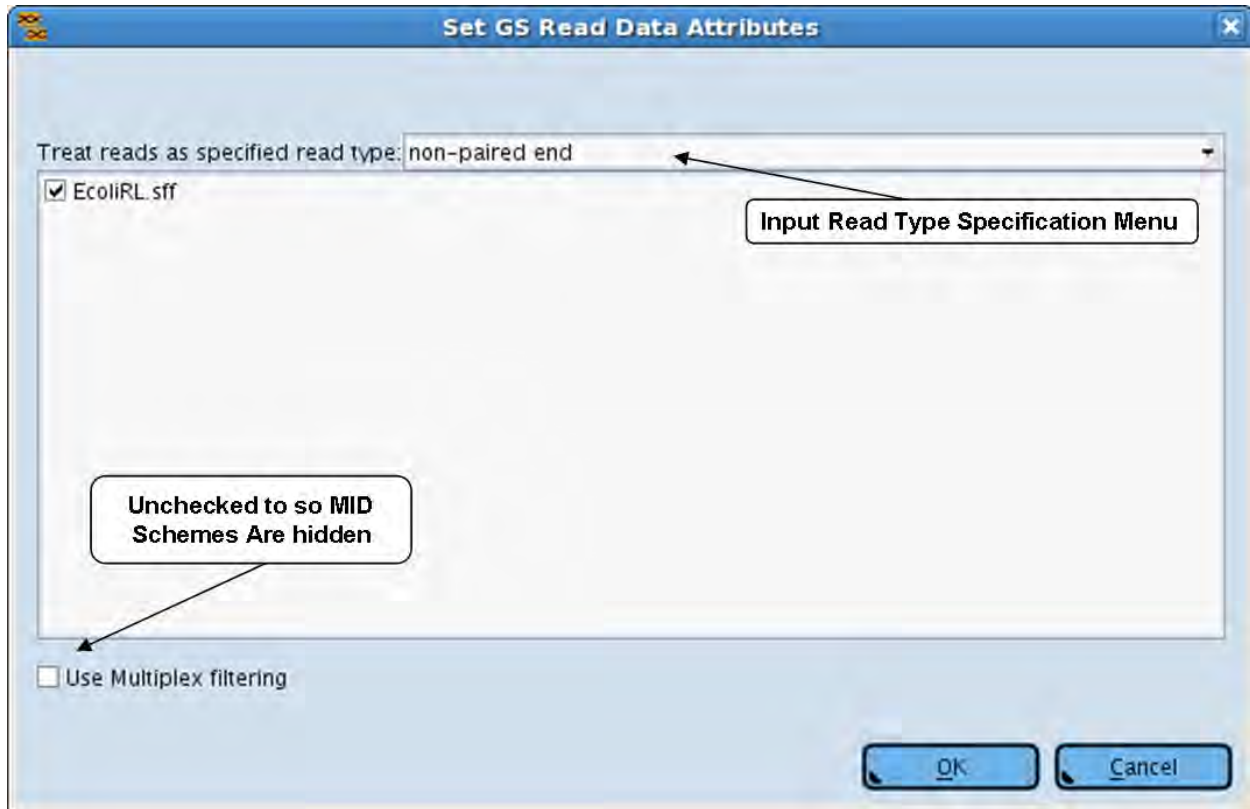 Set GS Read Data Attributes
Treat reads as specified read type: non-paired end
EcoliRL.sff
Input Read Type Specification Menu
Unchecked to so MID
Schemes Are hidden
Use Multiplex filtering
OK Cancel